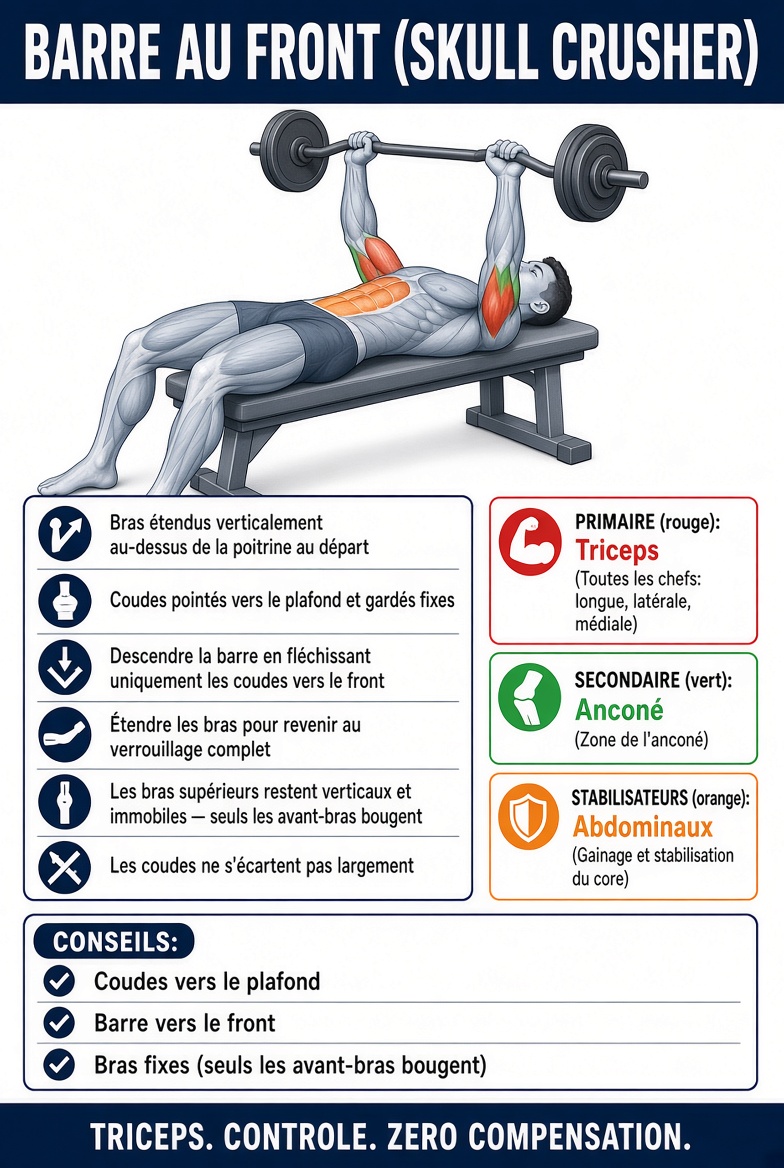 BARRE AU FRONT (SKULL CRUSHER)
Bras étendus verticalement
au-dessus de la poitrine au départ
Coudes pointés vers le plafond et gardés fixes
Descendre la barre en fléchissant
uniquement les coudes vers le front
Étendre les bras pour revenir au
verrouillage complet
Les bras supérieurs restent verticaux et
immobiles — seuls les avant-bras bougent
Les coudes ne s'écartent pas largement
PRIMAIRE (rouge):
Triceps
(Toutes les chefs:
longue, latérale,
médiale)
SECONDAIRE (vert):
Anconé
(Zone de l'anconé)
STABILISATEURS (orange):
Abdominaux
(Gainage et stabilisation
du core)
CONSEILS:
Coudes vers le plafond
Barre vers le front
Bras fixes (seuls les avant-bras bougent)
TRICEPS. CONTROLE. ZERO COMPENSATION.